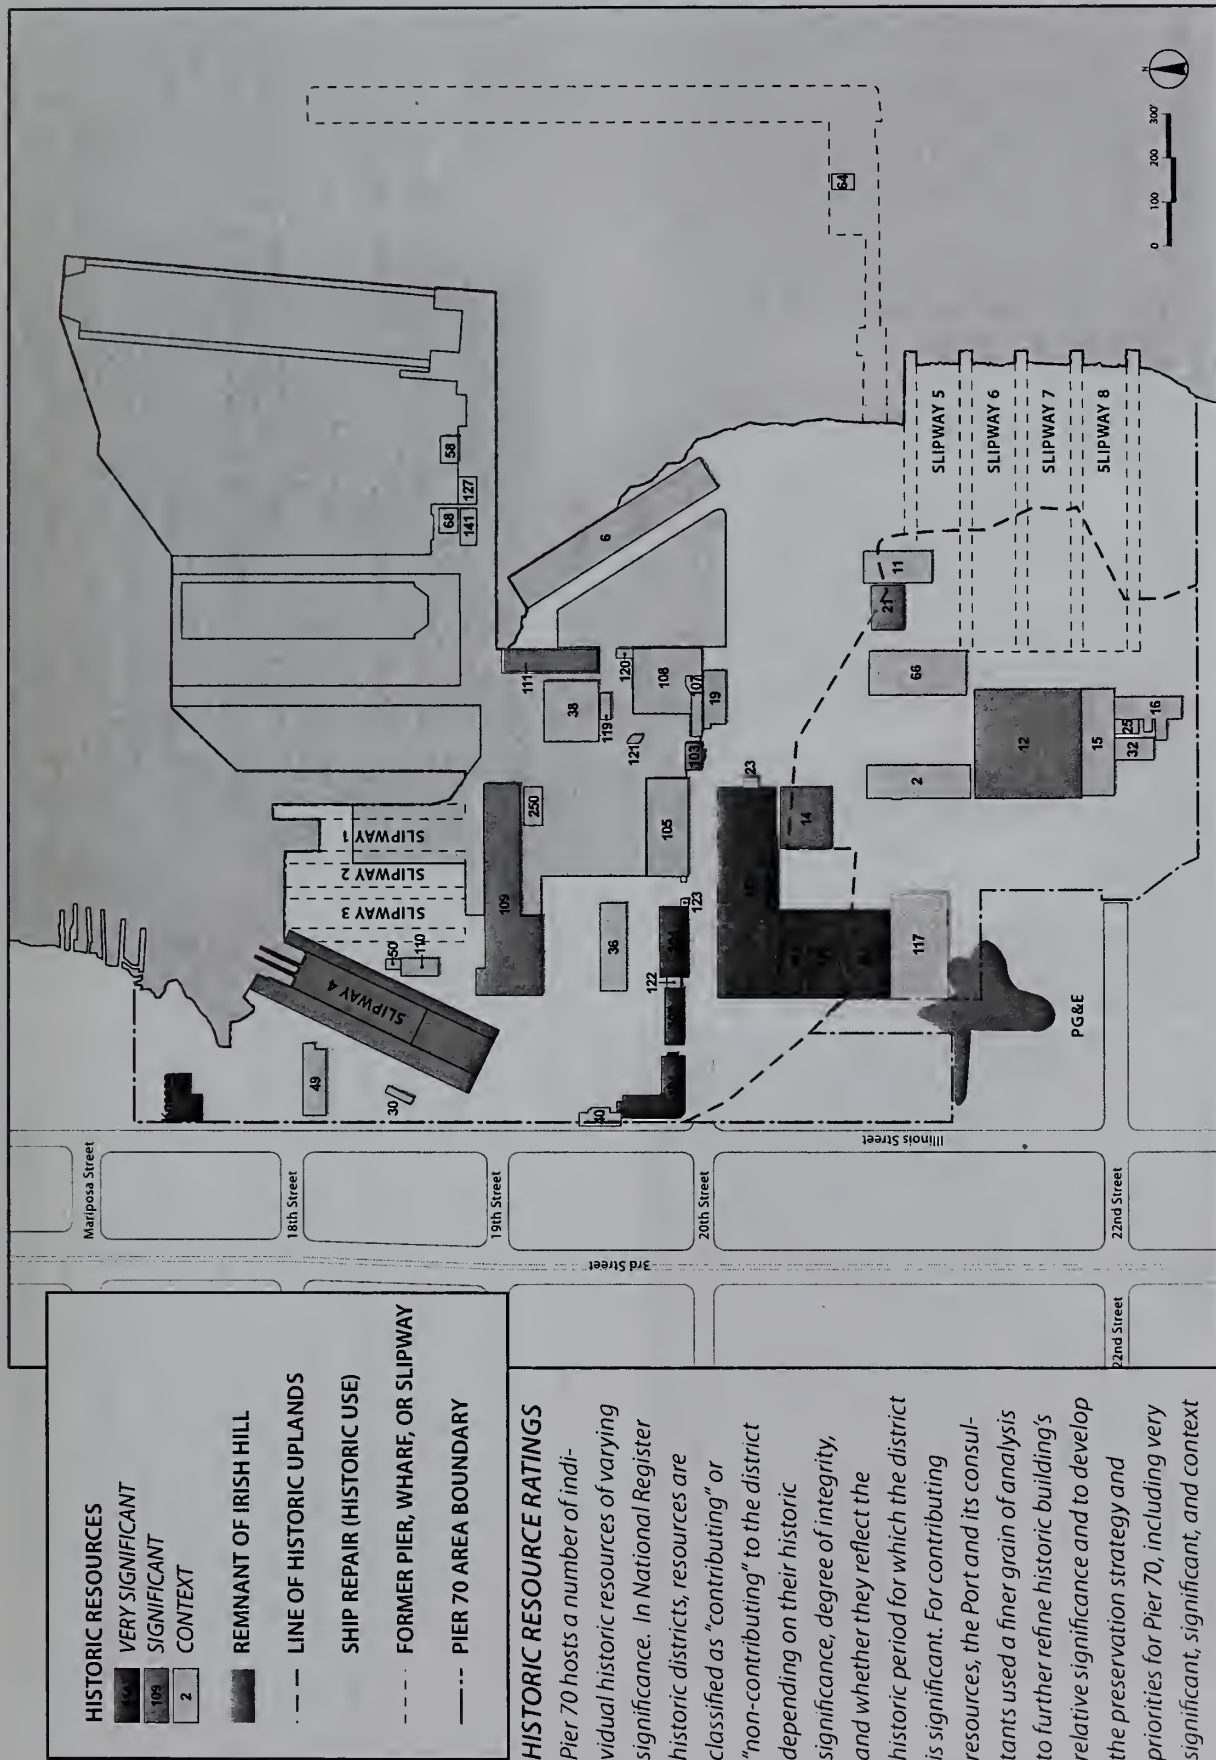 HISTORIC RESOURCES
VERY SIGNIFICANT
109
SIGNIFICANT
2
CONTEXT
REMNANT OF IRISH HILL
LINE OF HISTORIC UPLANDS
SHIP REPAIR (HISTORIC USE)
FORMER PIER, WHARF, OR SLIPWAY
PIER 70 AREA BOUNDARY
HISTORIC RESOURCE RATINGS
Pier 70 hosts a number of indi-
vidual historic resources of varying
significance. In National Register
historic districts, resources are
classified as "contributing" or
"non-contributing" to the district
depending on their historic
significance, degree of integrity,
and whether they reflect the
historic period for which the district
is significant. For contributing
resources, the Port and its consul-
tants used a finer grain of analysis
to further refine historic building's
relative significance and to develop
the preservation strategy and
priorities for Pier 70, including very
significant, significant, and context
Mariposa Street
18th Street
19th Street
20th Street
22nd Street
22nd Street
3rd Street
Illinois Street
PG&E
49
30
40
SLIPWAY 4
SLIPWAY 3
SLIPWAY 2
SLIPWAY 1
50
110
109
250
36
122
123
105
103
121
119
38
111
120
108
107
19
6
68
141
127
58
64
23
14
117
2
12
15
32
25
16
66
21
11
SLIPWAY 5
SLIPWAY 6
SLIPWAY 7
SLIPWAY 8
N
0
100
200
300'